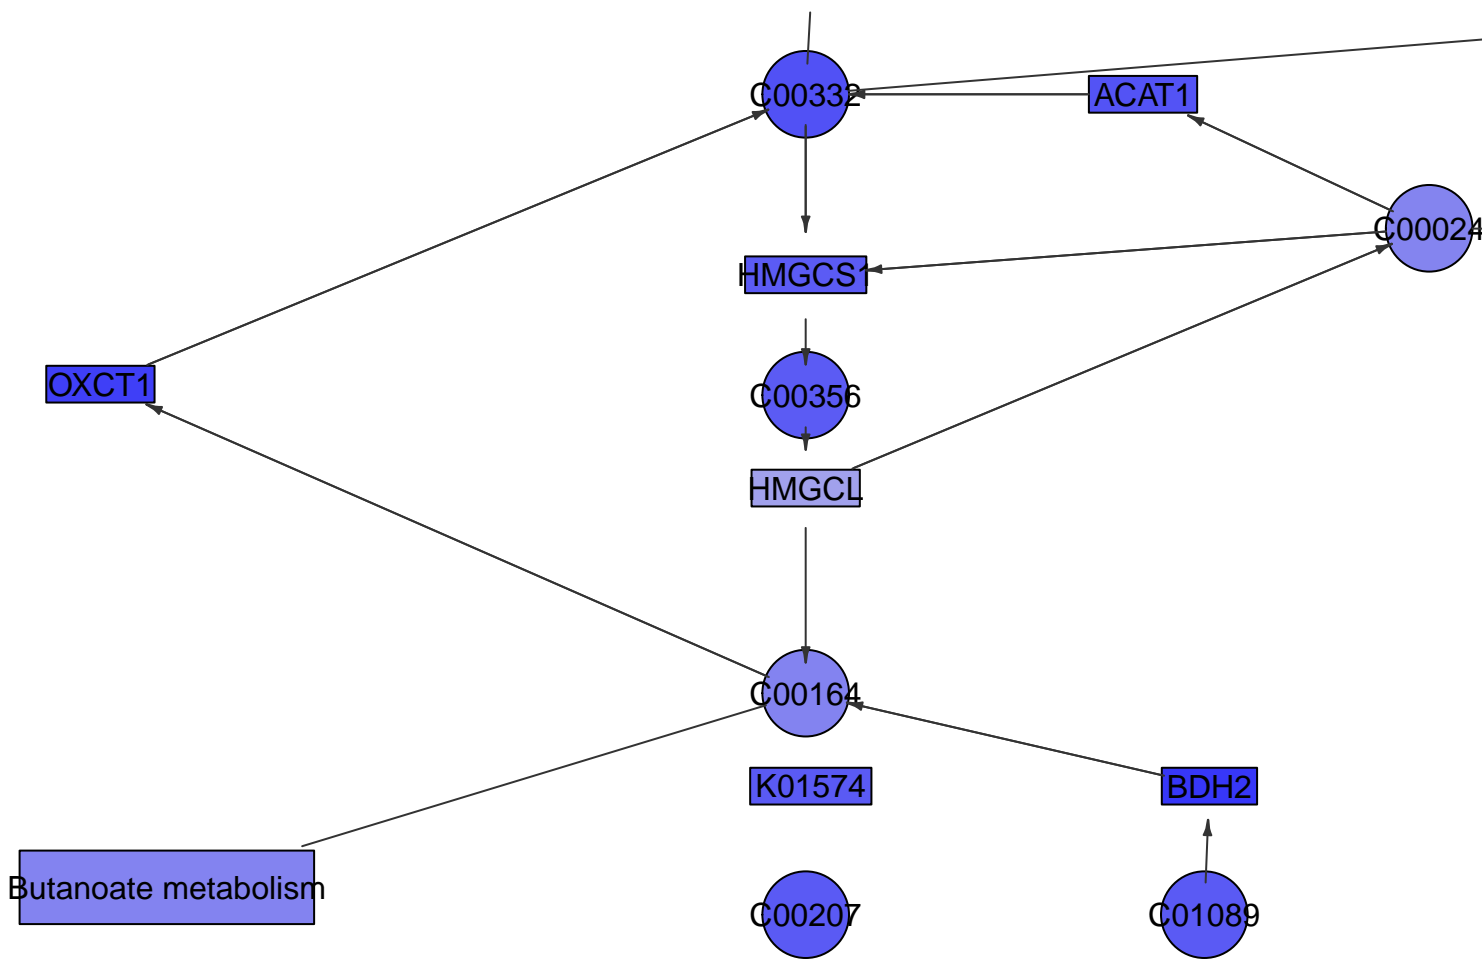 C00332
ACAT1
C00024
HMGCS1
OXCT1
C00356
HMGCL
C00164
K01574
BDH2
Butanoate metabolism
C00207
C01089